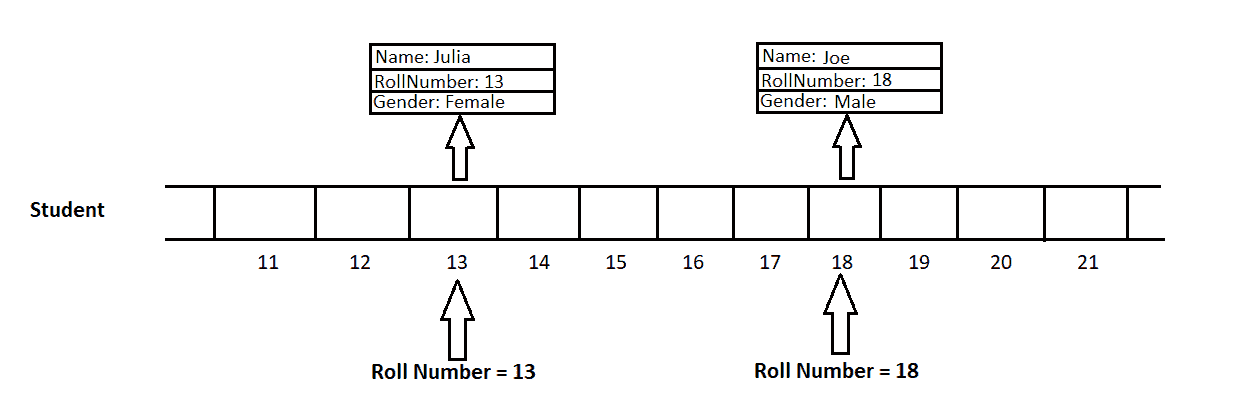 Name: Julia
RollNumber: 13
Gender: Female
Name: Joe
RollNumber: 18
Gender: Male
Student
11 12 13 14 15 16 17 18 19 20 21
Roll Number = 13
Roll Number = 18